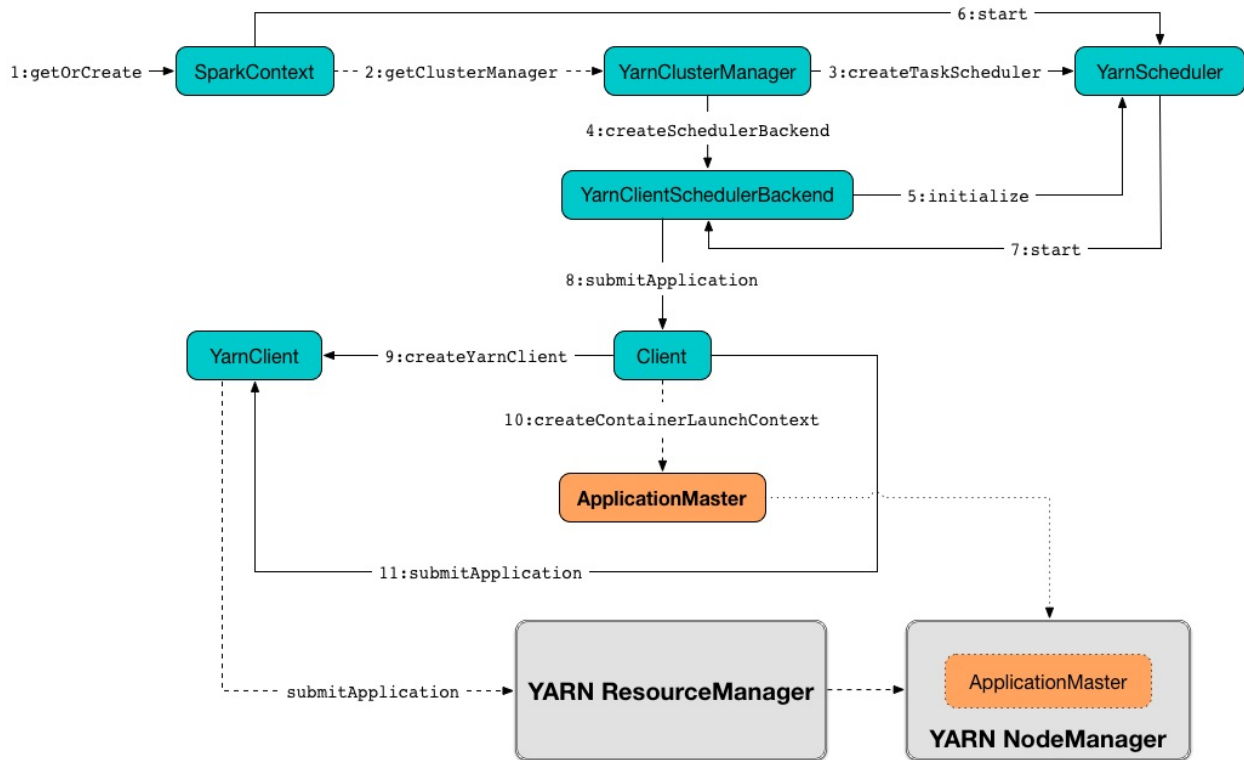 6:start
1:getOrCreate
SparkContext
2:getClusterManager
YarnClusterManager
3:createTaskScheduler
YarnScheduler
4:createSchedulerBackend
YarnClientSchedulerBackend
5:initialize
7:start
8:submitApplication
YarnClient
9:createYarnClient
Client
10:createContainerLaunchContext
ApplicationMaster
11:submitApplication
submitApplication
YARN ResourceManager
ApplicationMaster
YARN NodeManager